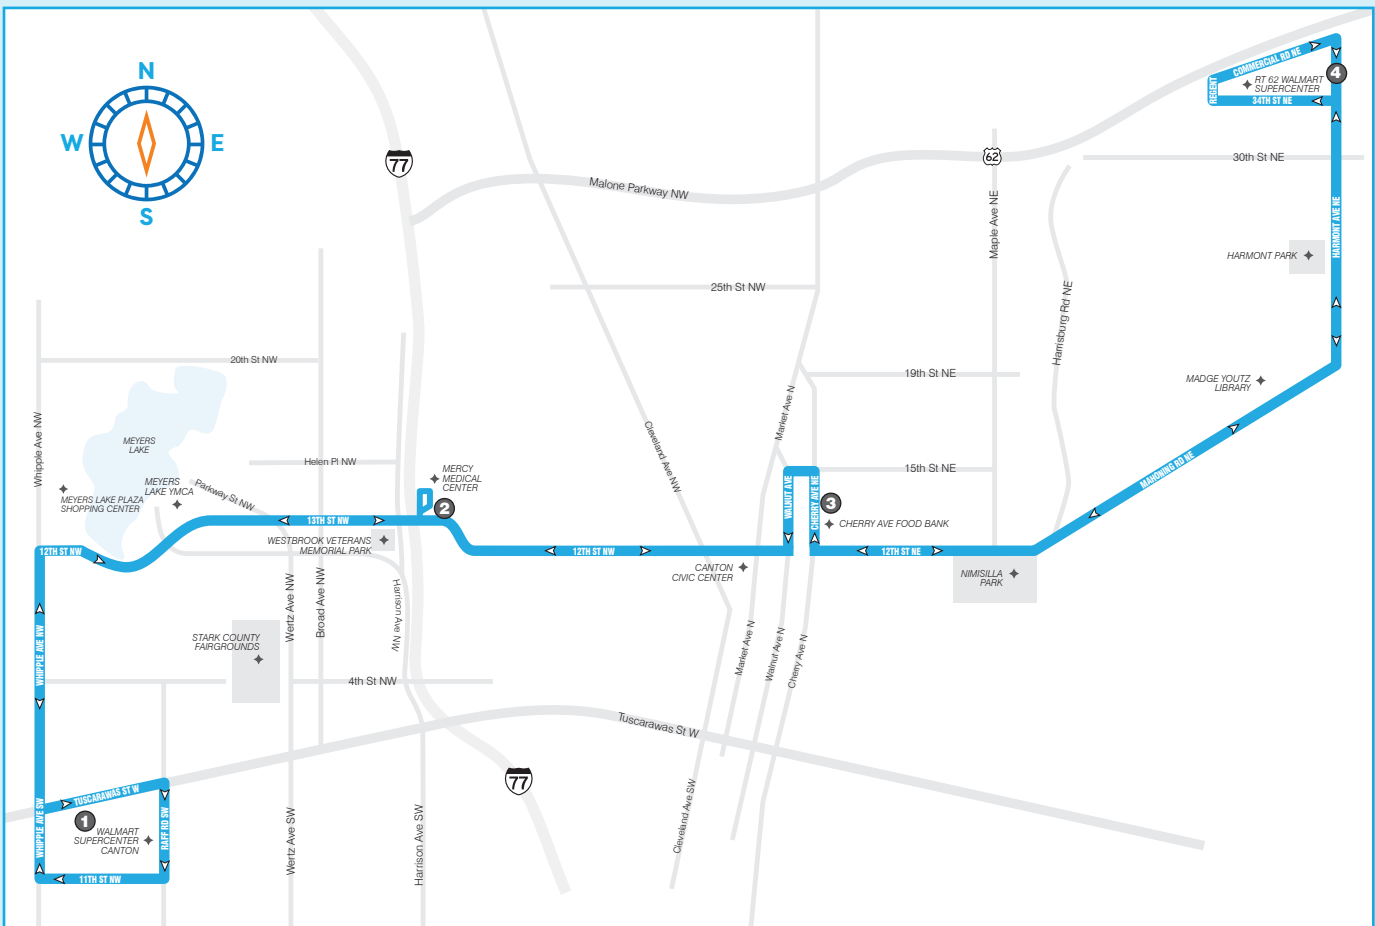 N
W
E
S
77
Malone Parkway NW
62
Maple Ave NE
REGENT
COMMERCIAL RD NE
RT 62 WALMART
SUPERCENTER
34TH ST NE
4
30th St NE
HARMONT AVE NE
HARMONT PARK
Harrisburg Rd NE
25th St NW
20th St NW
19th St NE
MADGE YOUTZ
LIBRARY
Whipple Ave NW
MEYERS
LAKE
Market Ave N
Cleveland Ave NW
Helen Pl NW
15th St NE
MERCY
MEDICAL
CENTER
MEYERS
LAKE YMCA
Parkway St NW
MEYERS LAKE PLAZA
SHOPPING CENTER
2
WALNUT AVE
CHERRY AVE NE
3
CHERRY AVE FOOD BANK
MAHONING RD NE
13TH ST NW
WESTBROOK VETERANS
MEMORIAL PARK
12TH ST NW
12TH ST NW
12TH ST NE
CANTON
CIVIC CENTER
NIMISILLA
PARK
Wertz Ave NW
Broad Ave NW
Harrison Ave NW
WHIPPLE AVE NW
STARK COUNTY
FAIRGROUNDS
Market Ave N
Walnut Ave N
Cherry Ave N
4th St NW
Tuscarawas St W
77
TUSCARAWAS ST W
1
WALMART
SUPERCENTER
CANTON
WHIPPLE AVE SW
RAFF RD SW
11TH ST NW
Wertz Ave SW
Harrison Ave SW
Cleveland Ave SW